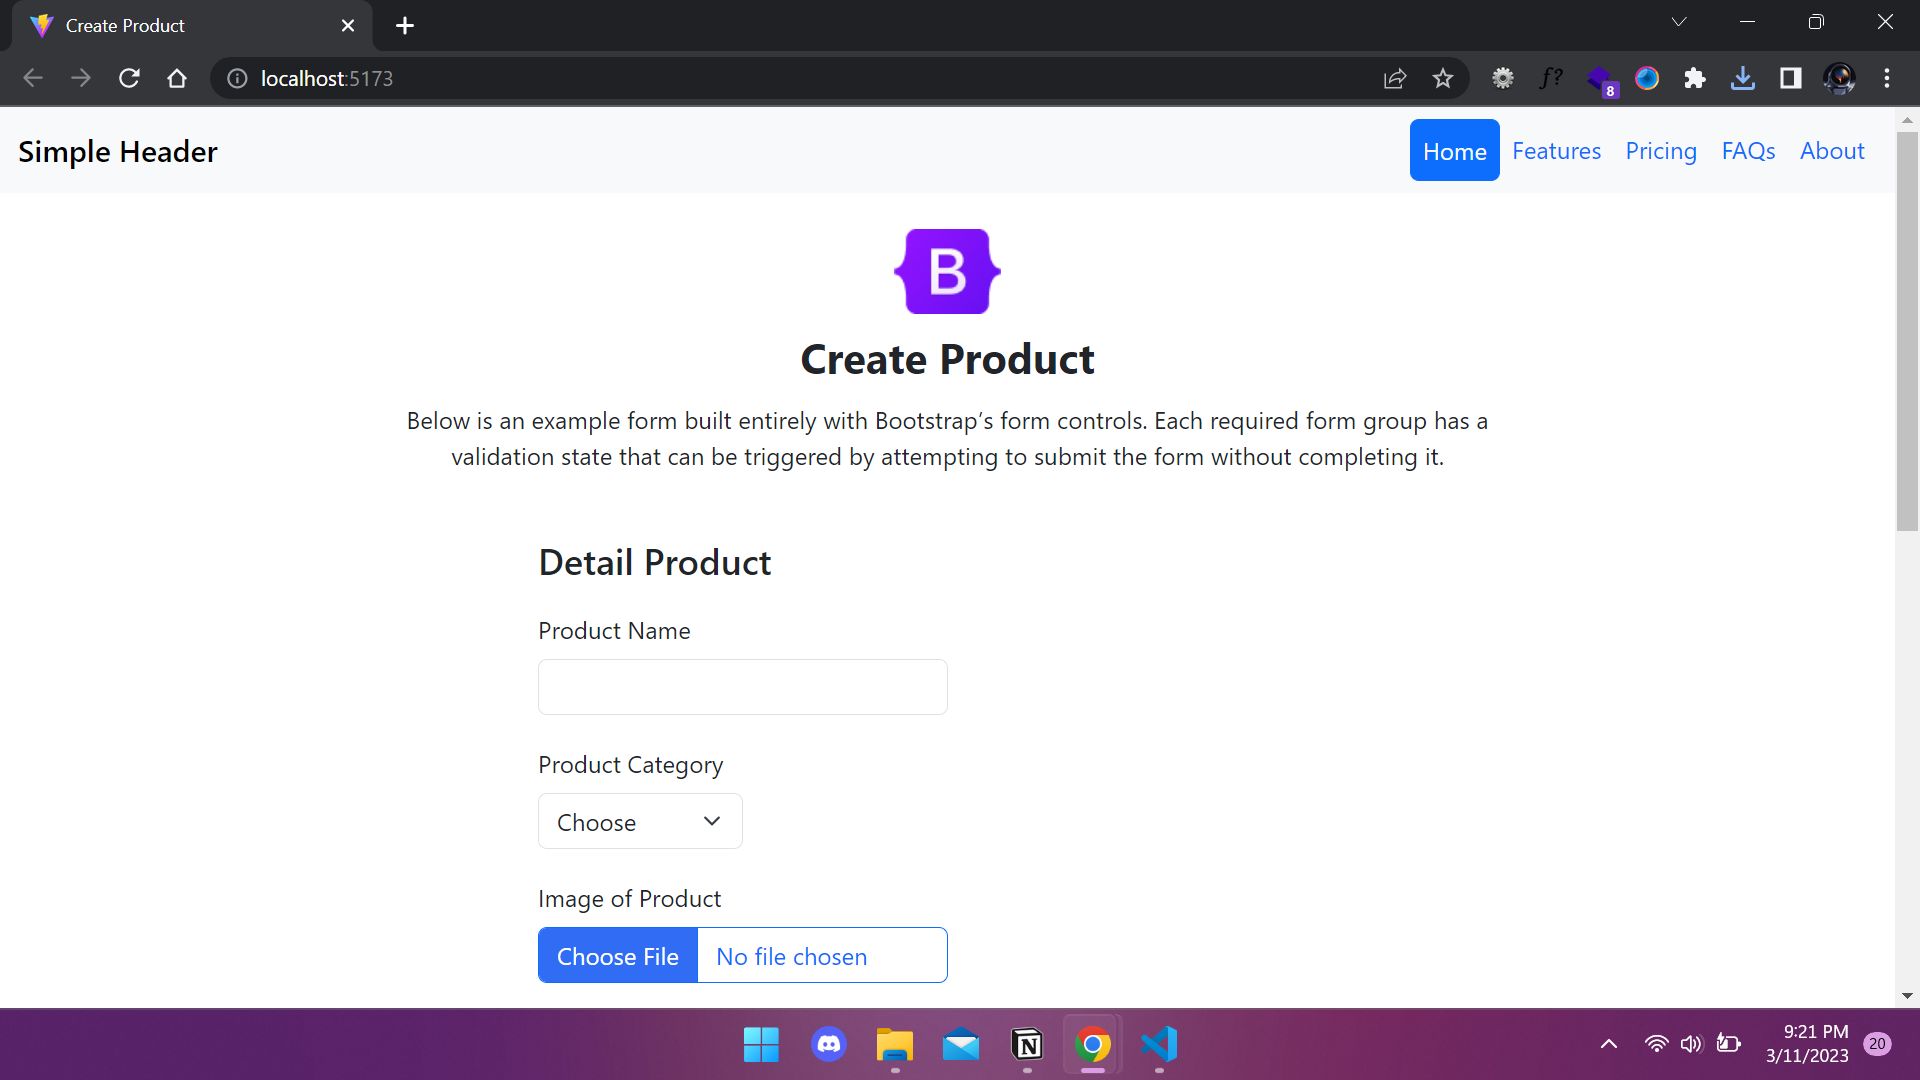 Create Product
localhost:5173
f?
8
Simple Header
Home Features Pricing FAQs About
B
Create Product
Below is an example form built entirely with Bootstrap’s form controls. Each required form group has a
validation state that can be triggered by attempting to submit the form without completing it.
Detail Product
Product Name
Product Category
Choose
Image of Product
Choose File No file chosen
N
9:21 PM
3/11/2023
20